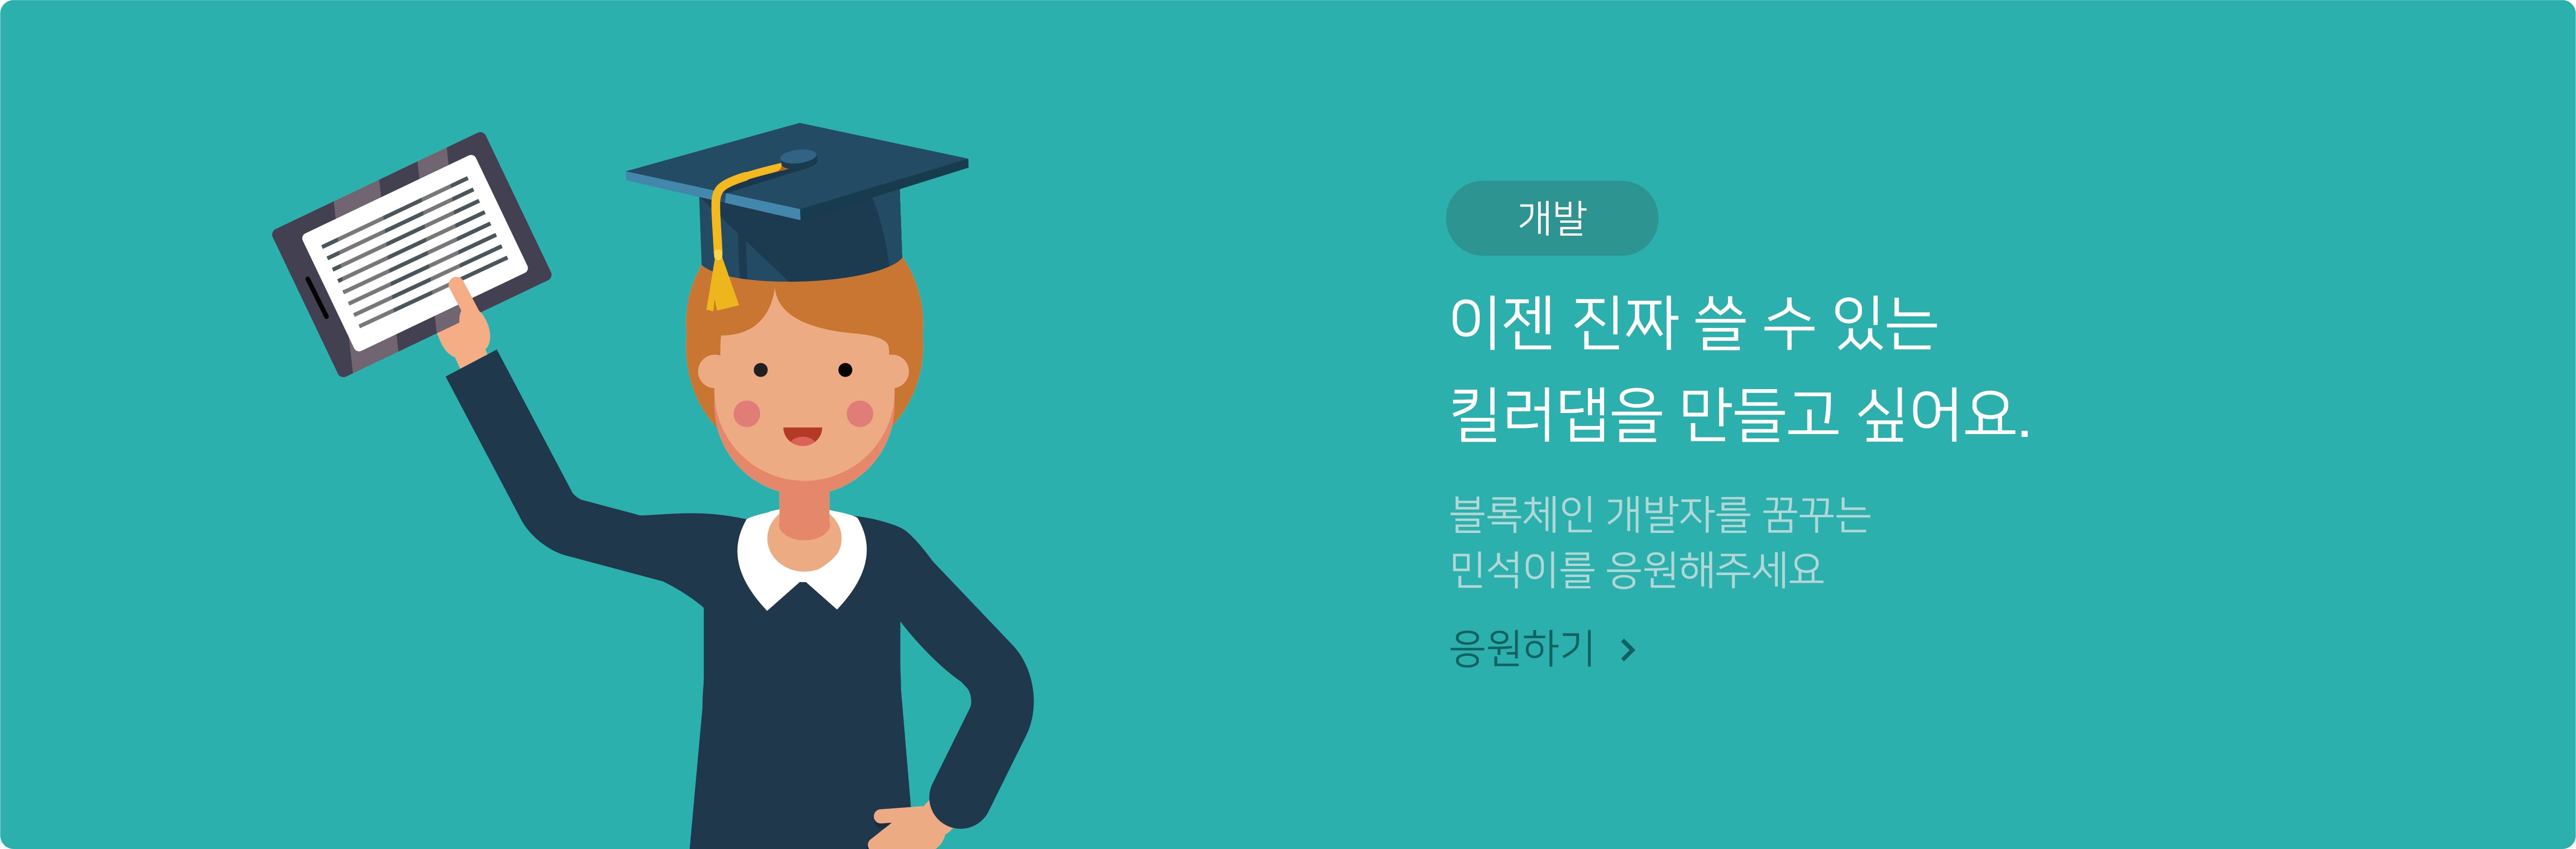 개발
이젠 진짜 쓸 수 있는
킬러댑을 만들고 싶어요.
블록체인 개발자를 꿈꾸는
민석이를 응원해주세요
응원하기 >